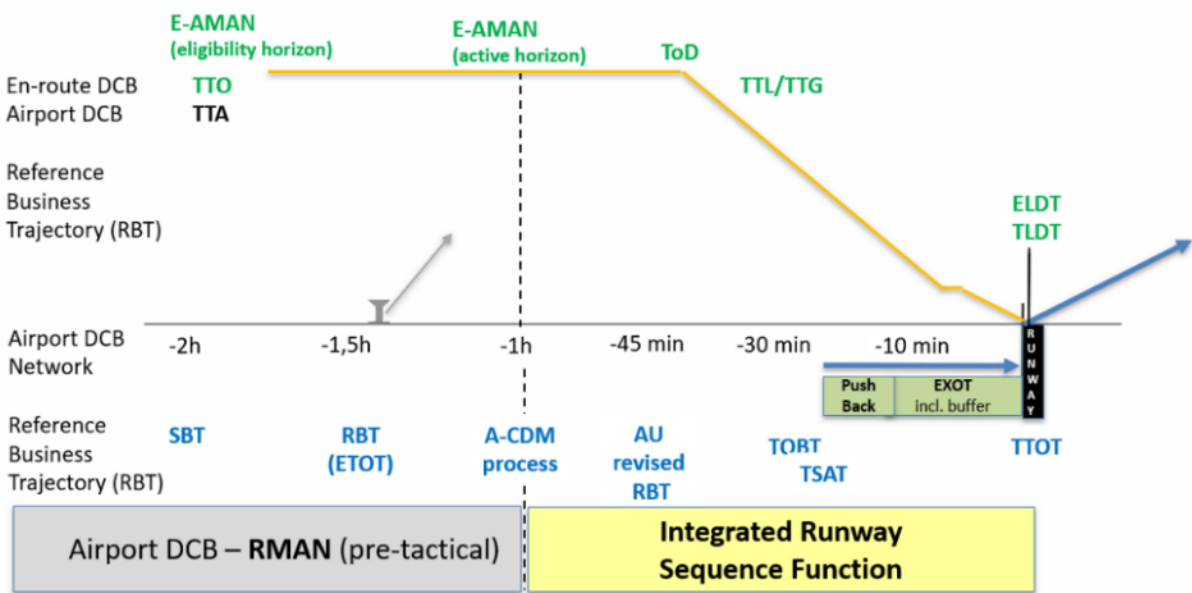 E-AMAN
(eligibility horizon)
E-AMAN
(active horizon)
ToD
En-route DCB
TTO
TTL/TTG
Airport DCB
TTA
Reference
Business
Trajectory (RBT)
ELDT
TLDT
Airport DCB
Network
-2h
-1,5h
-1h
-45 min
-30 min
-10 min
RUNWAY
Push
Back
EXOT
incl. buffer
Reference
Business
Trajectory (RBT)
SBT
RBT
(ETOT)
A-CDM
process
AU
revised
RBT
TOBT
TSAT
TTOT
Airport DCB – RMAN (pre-tactical)
Integrated Runway
Sequence Function